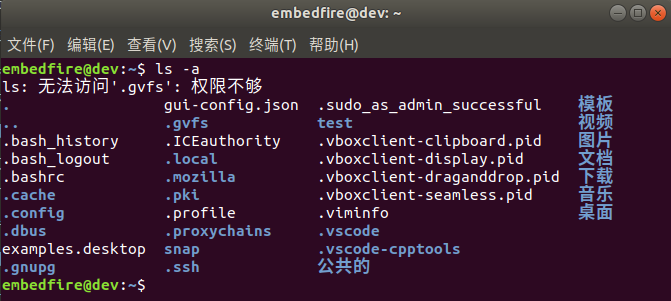 embedfire@dev: ~
文件(F) 编辑(E) 查看(V) 搜索(S) 终端(T) 帮助(H)
embedfire@dev:~$ ls -a
ls: 无法访问'.gvfs': 权限不够
. gui-config.json .sudo_as_admin_successful 模板
.. .gvfs test 视频
.bash_history .ICEauthority .vboxclient-clipboard.pid 图片
.bash_logout .local .vboxclient-display.pid 文档
.bashrc .mozilla .vboxclient-draganddrop.pid 下载
.cache .pki .vboxclient-seamless.pid 音乐
.config .profile .viminfo 桌面
.dbus .proxychains .vscode
examples.desktop snap .vscode-cpptools
.gnupg .ssh 公共的
embedfire@dev:~$